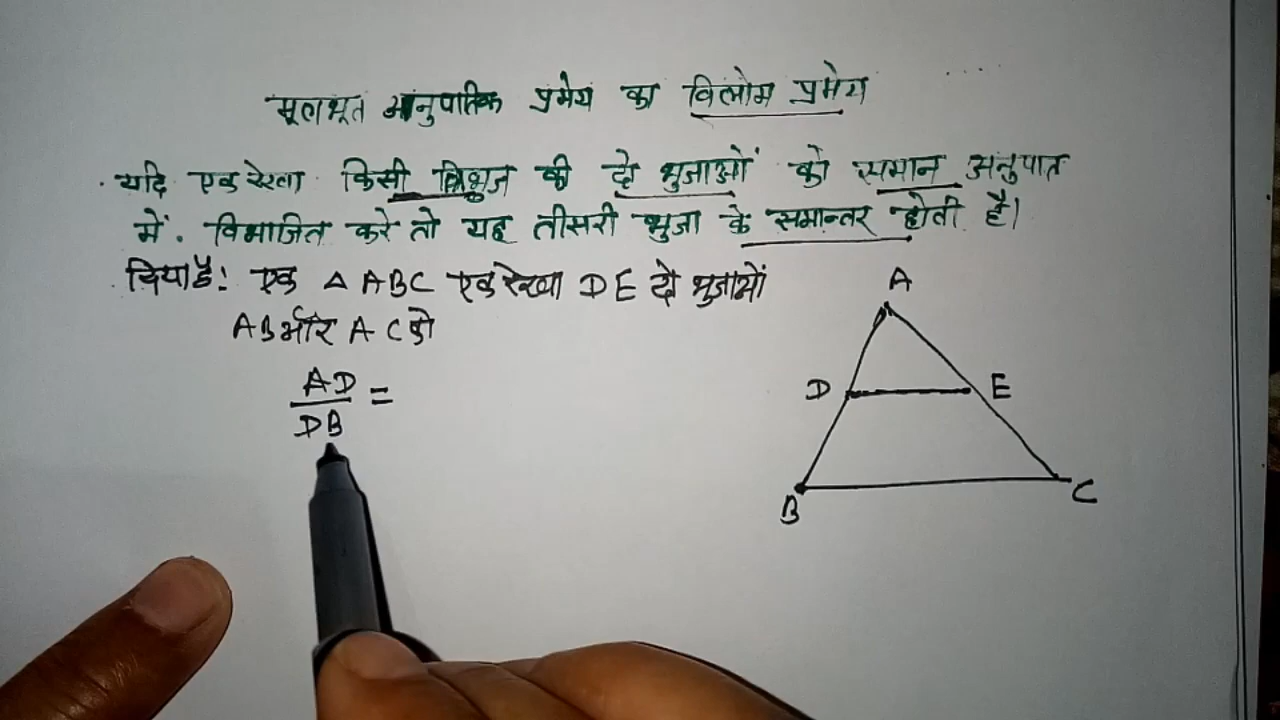 मूलभूत आनुपातिक प्रमेय का विलोम प्रमेय
यदि एक रेखा किसी त्रिभुज की दो भुजाओं को समान अनुपात
में विभाजित करे तो यह तीसरी भुजा के समान्तर होती है।
दिया है: एक △ ABC एक रेखा DE दो भुजाओं
AB और AC को
AD
DB =
A
D E
B C